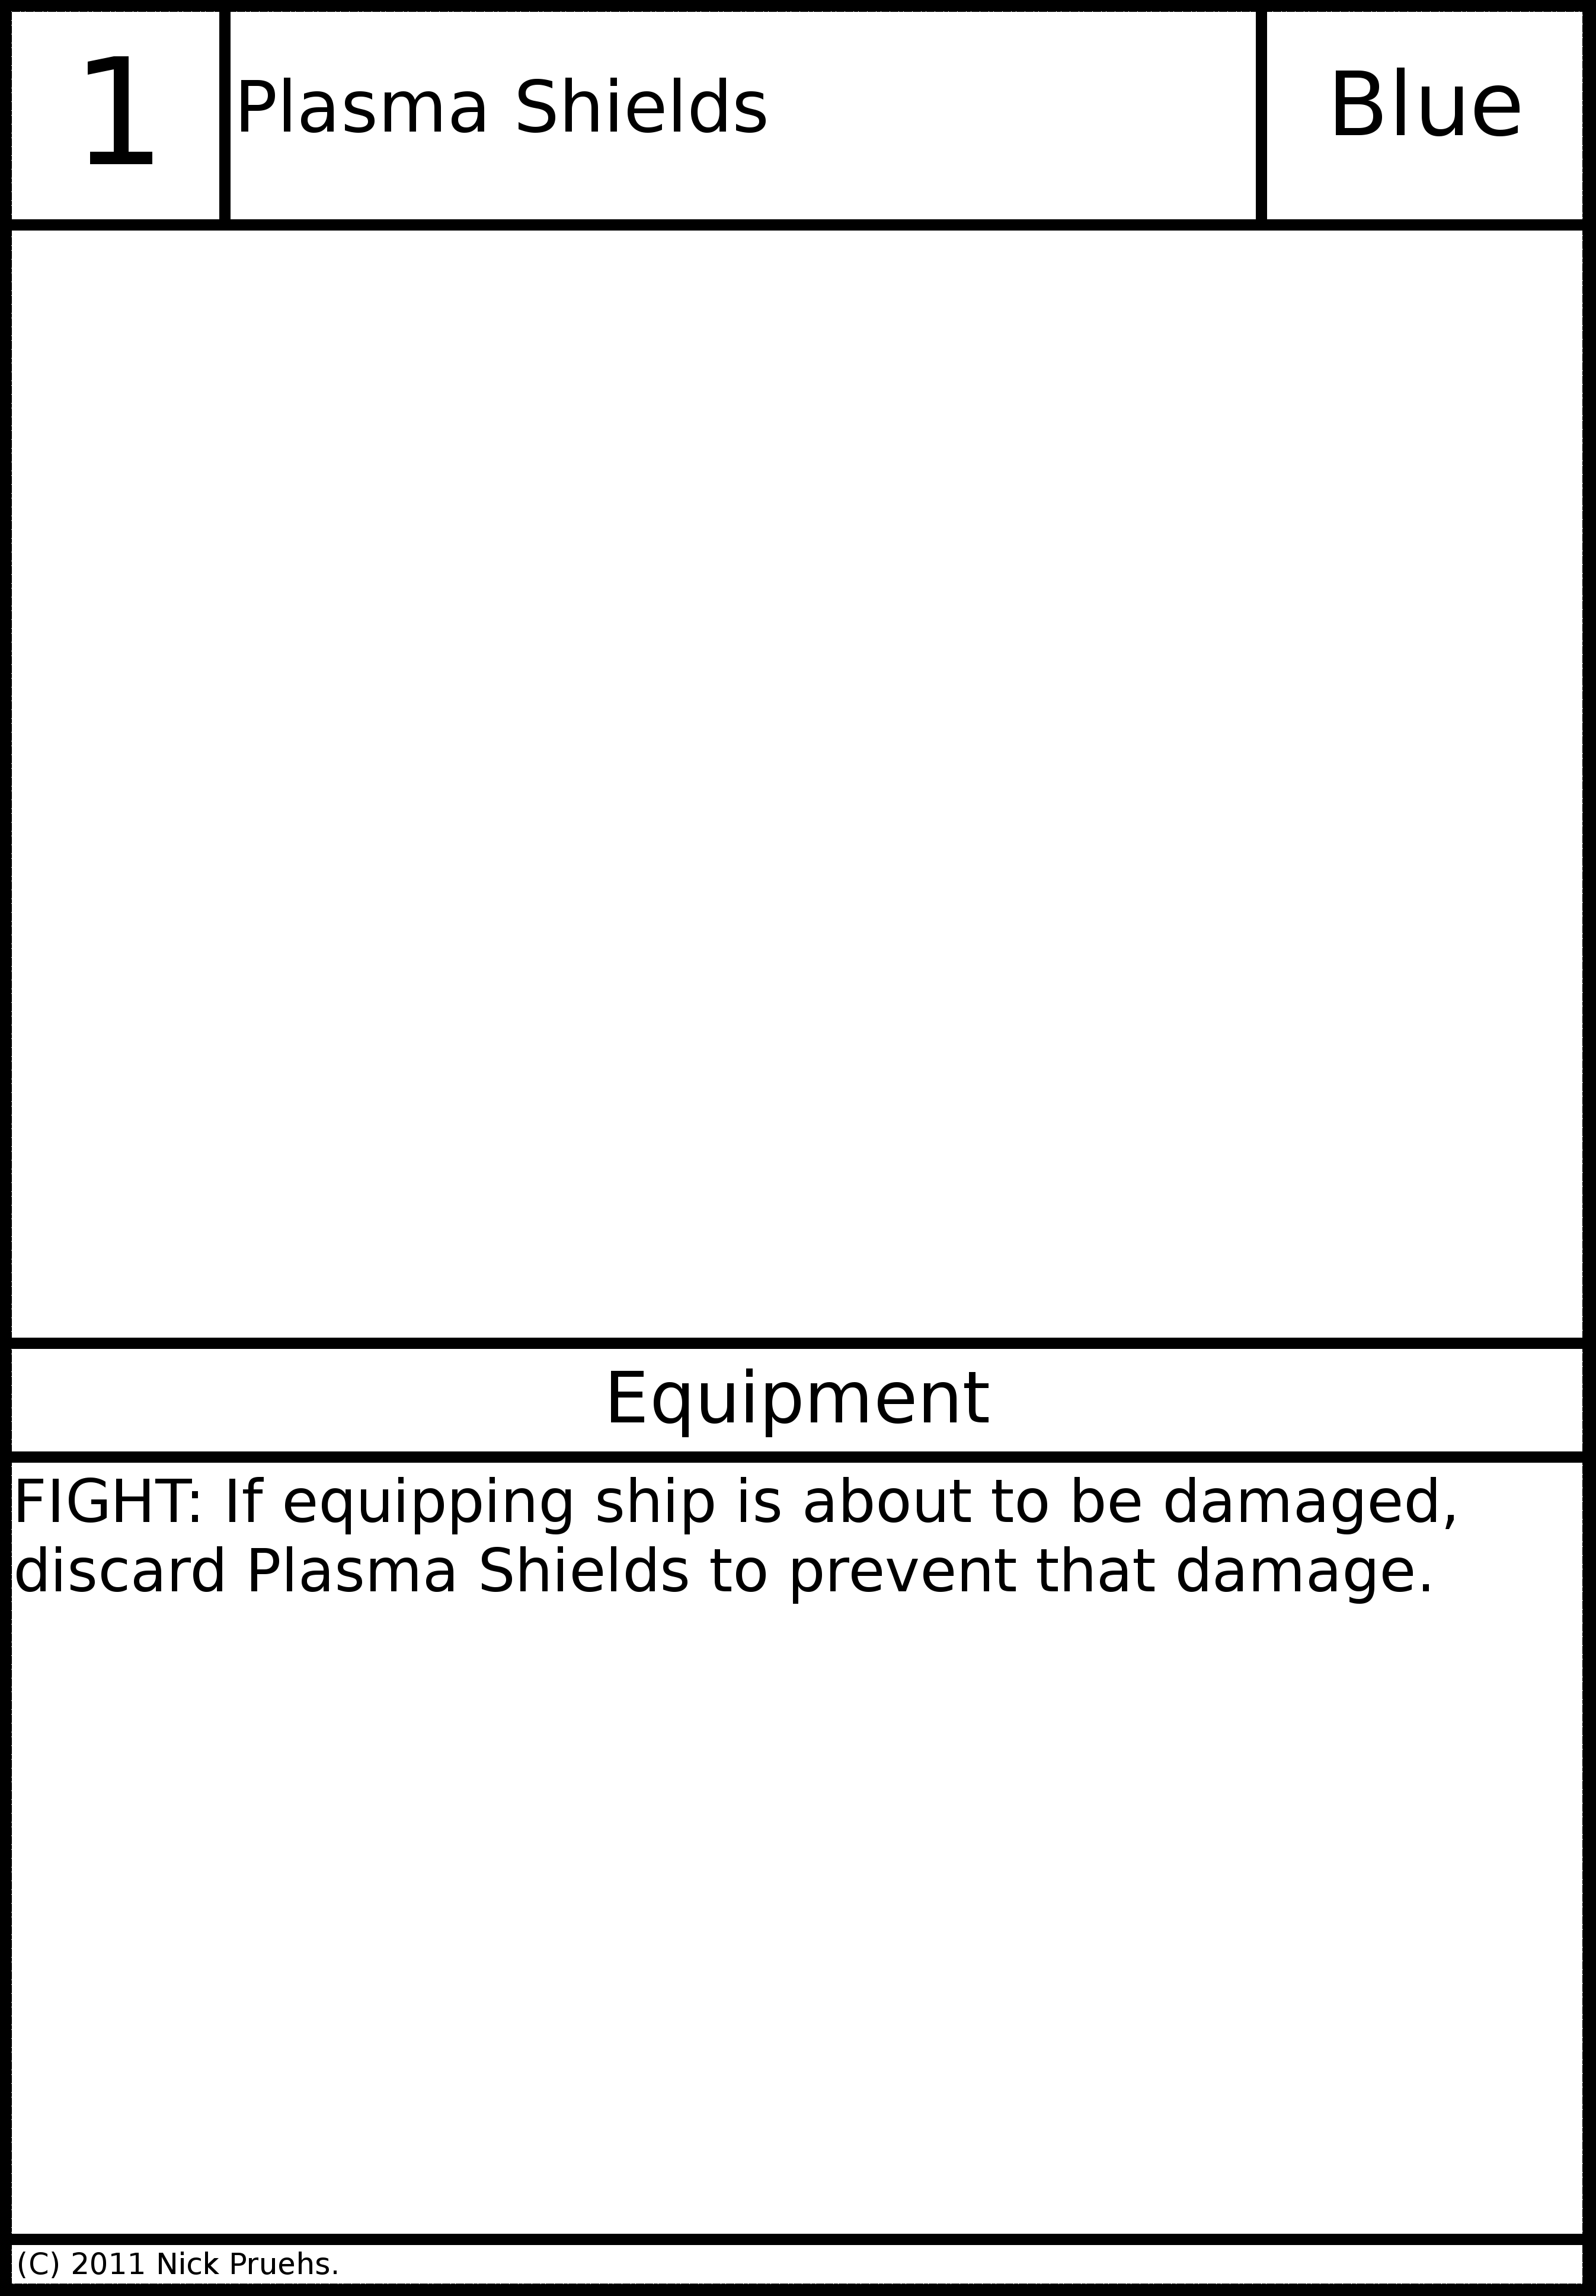 1
Plasma Shields
Blue
Equipment
FIGHT: If equipping ship is about to be damaged,
discard Plasma Shields to prevent that damage.
(C) 2011 Nick Pruehs.